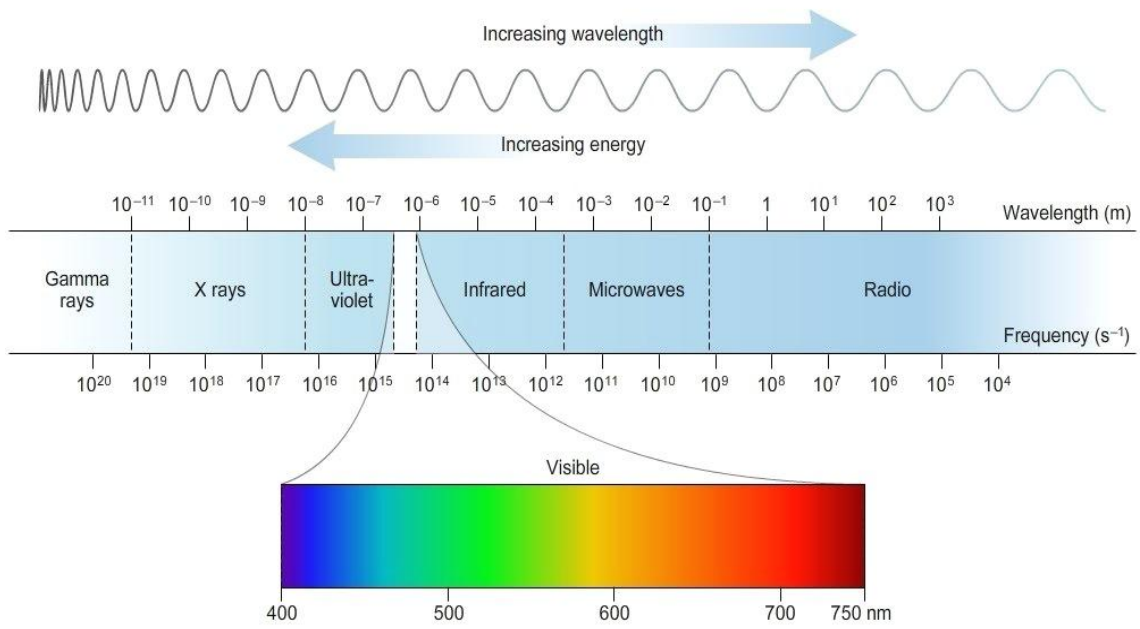 Increasing wavelength
Increasing energy
10⁻¹¹ 10⁻¹⁰ 10⁻⁹ 10⁻⁸ 10⁻⁷ 10⁻⁶ 10⁻⁵ 10⁻⁴ 10⁻³ 10⁻² 10⁻¹ 1 10¹ 10² 10³ Wavelength (m)
Gamma
rays
X rays
Ultra-
violet
Infrared
Microwaves
Radio
Frequency (s⁻¹)
10²⁰ 10¹⁹ 10¹⁸ 10¹⁷ 10¹⁶ 10¹⁵ 10¹⁴ 10¹³ 10¹² 10¹¹ 10¹⁰ 10⁹ 10⁸ 10⁷ 10⁶ 10⁵ 10⁴
Visible
400 500 600 700 750 nm